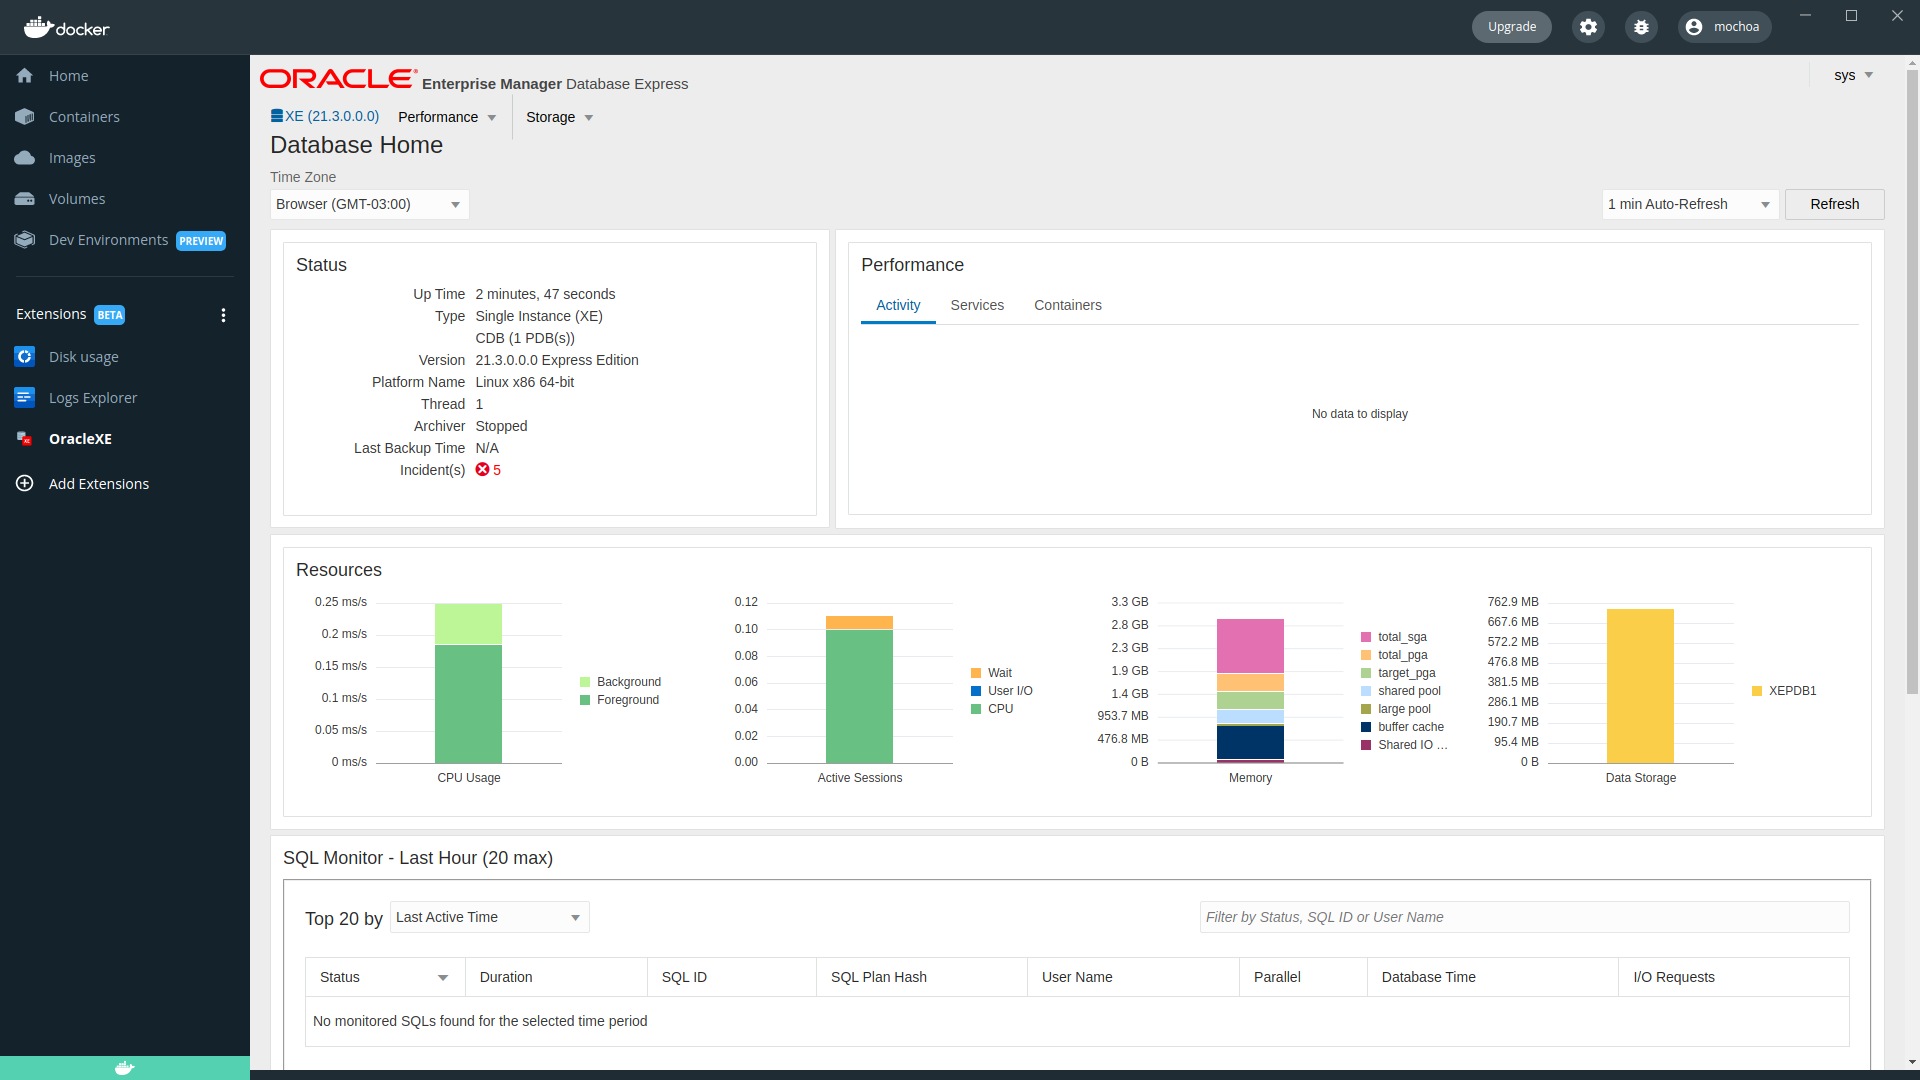 docker
Upgrade
mochoa
Home
Containers
Images
Volumes
Dev Environments PREVIEW
Extensions BETA
Disk usage
Logs Explorer
OracleXE
Add Extensions
ORACLE® Enterprise Manager Database Express
sys
XE (21.3.0.0.0) Performance Storage
Database Home
Time Zone
Browser (GMT-03:00)
1 min Auto-Refresh
Refresh
Status
Up Time 2 minutes, 47 seconds
Type Single Instance (XE)
CDB (1 PDB(s))
Version 21.3.0.0.0 Express Edition
Platform Name Linux x86 64-bit
Thread 1
Archiver Stopped
Last Backup Time N/A
Incident(s) 5
Performance
Activity Services Containers
No data to display
Resources
0.25 ms/s
0.2 ms/s
0.15 ms/s
0.1 ms/s
0.05 ms/s
0 ms/s
CPU Usage
Background
Foreground
0.12
0.10
0.08
0.06
0.04
0.02
0.00
Active Sessions
Wait
User I/O
CPU
3.3 GB
2.8 GB
2.3 GB
1.9 GB
1.4 GB
953.7 MB
476.8 MB
0 B
Memory
total_sga
total_pga
target_pga
shared pool
large pool
buffer cache
Shared IO ...
762.9 MB
667.6 MB
572.2 MB
476.8 MB
381.5 MB
286.1 MB
190.7 MB
95.4 MB
0 B
Data Storage
XEPDB1
SQL Monitor - Last Hour (20 max)
Top 20 by Last Active Time
Filter by Status, SQL ID or User Name
Status Duration SQL ID SQL Plan Hash User Name Parallel Database Time I/O Requests
No monitored SQLs found for the selected time period